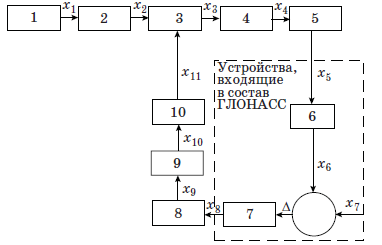 1
x1
2
x2
3
x3
4
x4
5
x11
Устройства,
входящие
в состав
ГЛОНАСС
x5
10
6
x10
9
x6
x9
8
x8
7
Δ
x7